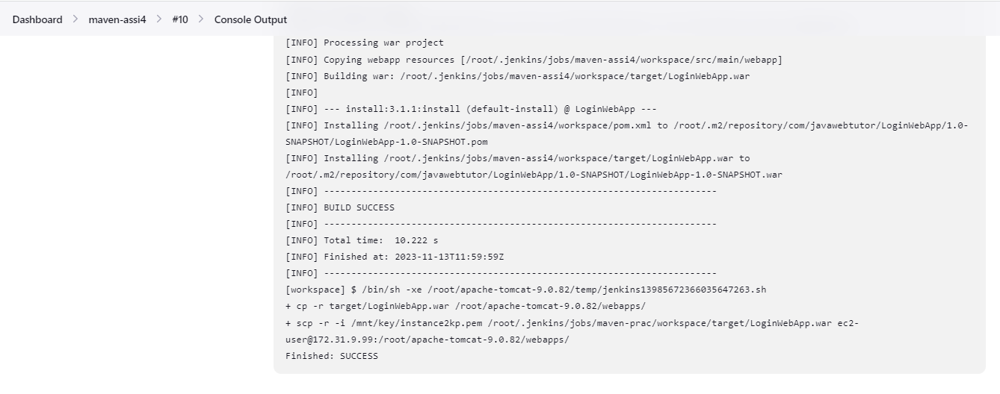 Dashboard > maven-assi4 > #10 > Console Output
[INFO] Processing war project
[INFO] Copying webapp resources [/root/.jenkins/jobs/maven-assi4/workspace/src/main/webapp]
[INFO] Building war: /root/.jenkins/jobs/maven-assi4/workspace/target/LoginWebApp.war
[INFO]
[INFO] --- install:3.1.1:install (default-install) @ LoginWebApp ---
[INFO] Installing /root/.jenkins/jobs/maven-assi4/workspace/pom.xml to /root/.m2/repository/com/javawebtutor/LoginWebApp/1.0-
SNAPSHOT/LoginWebApp-1.0-SNAPSHOT.pom
[INFO] Installing /root/.jenkins/jobs/maven-assi4/workspace/target/LoginWebApp.war to
/root/.m2/repository/com/javawebtutor/LoginWebApp/1.0-SNAPSHOT/LoginWebApp-1.0-SNAPSHOT.war
[INFO] ------------------------------------------------------------------------
[INFO] BUILD SUCCESS
[INFO] ------------------------------------------------------------------------
[INFO] Total time:  10.222 s
[INFO] Finished at: 2023-11-13T11:59:59Z
[INFO] ------------------------------------------------------------------------
[workspace] $ /bin/sh -xe /root/apache-tomcat-9.0.82/temp/jenkins13985672366035647263.sh
+ cp -r target/LoginWebApp.war /root/apache-tomcat-9.0.82/webapps/
+ scp -r -i /mnt/key/instance2kp.pem /root/.jenkins/jobs/maven-prac/workspace/target/LoginWebApp.war ec2-
user@172.31.9.99:/root/apache-tomcat-9.0.82/webapps/
Finished: SUCCESS